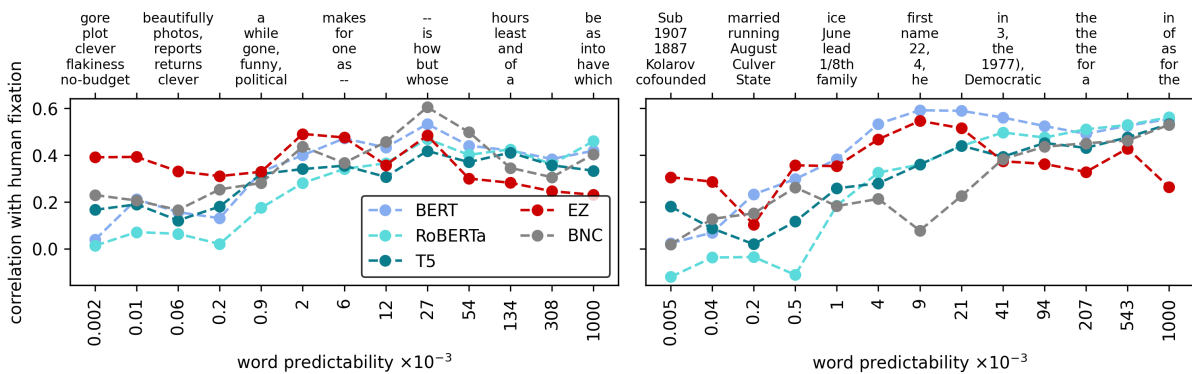 gore beautifully a makes -- hours be
plot photos, while for is least as
clever reports gone, one how and into
flakiness returns funny, as but of have
no-budget clever political -- whose a which
Sub married ice first in the in
1907 running June name 3, the of
1887 August lead 22, the the as
Kolarov Culver 1/8th 4, 1977), for for
cofounded State family he Democratic a the
correlation with human fixation
0.6
0.4
0.2
0.0
BERT EZ
RoBERTa BNC
T5
0.002 0.01 0.06 0.2 0.9 2 6 12 27 54 134 308 1000
word predictability ×10⁻³
0.005 0.04 0.2 0.5 1 4 9 21 41 94 207 543 1000
word predictability ×10⁻³